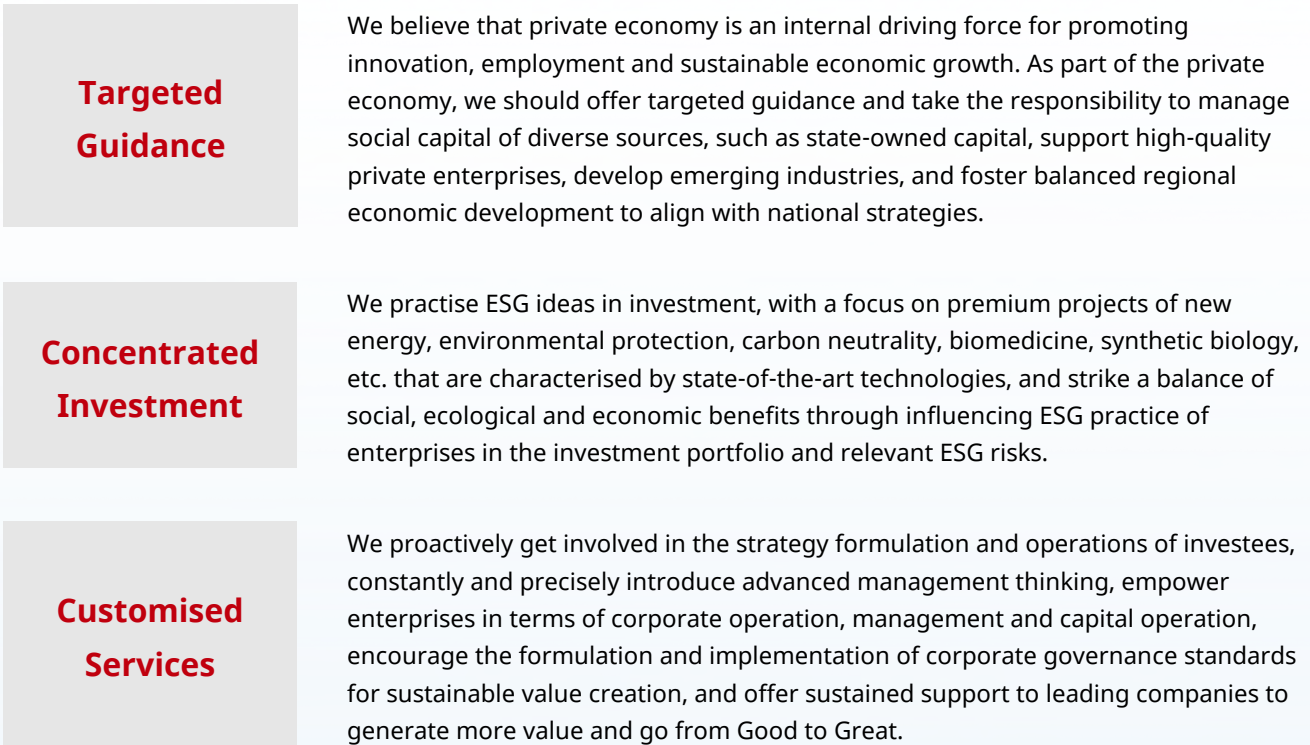 Targeted
Guidance
We believe that private economy is an internal driving force for promoting
innovation, employment and sustainable economic growth. As part of the private
economy, we should offer targeted guidance and take the responsibility to manage
social capital of diverse sources, such as state-owned capital, support high-quality
private enterprises, develop emerging industries, and foster balanced regional
economic development to align with national strategies.
Concentrated
Investment
We practise ESG ideas in investment, with a focus on premium projects of new
energy, environmental protection, carbon neutrality, biomedicine, synthetic biology,
etc. that are characterised by state-of-the-art technologies, and strike a balance of
social, ecological and economic benefits through influencing ESG practice of
enterprises in the investment portfolio and relevant ESG risks.
Customised
Services
We proactively get involved in the strategy formulation and operations of investees,
constantly and precisely introduce advanced management thinking, empower
enterprises in terms of corporate operation, management and capital operation,
encourage the formulation and implementation of corporate governance standards
for sustainable value creation, and offer sustained support to leading companies to
generate more value and go from Good to Great.